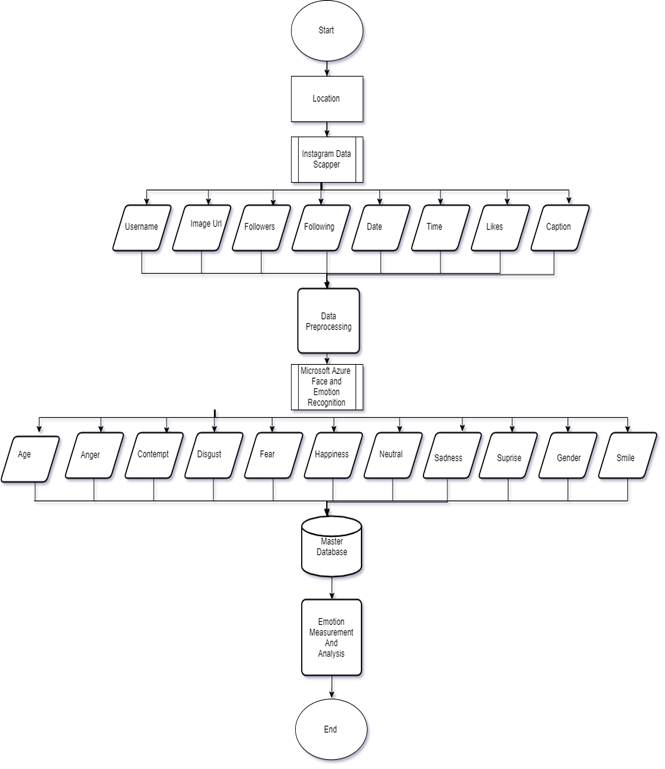 Start
Location
Instagram Data
Scapper
Username
Image Url
Followers
Following
Date
Time
Likes
Caption
Data
Preprocessing
Microsoft Azure
Face and
Emotion
Recognition
Age
Anger
Contempt
Disgust
Fear
Happiness
Neutral
Sadness
Suprise
Gender
Smile
Master
Database
Emotion
Measurement
And
Analysis
End